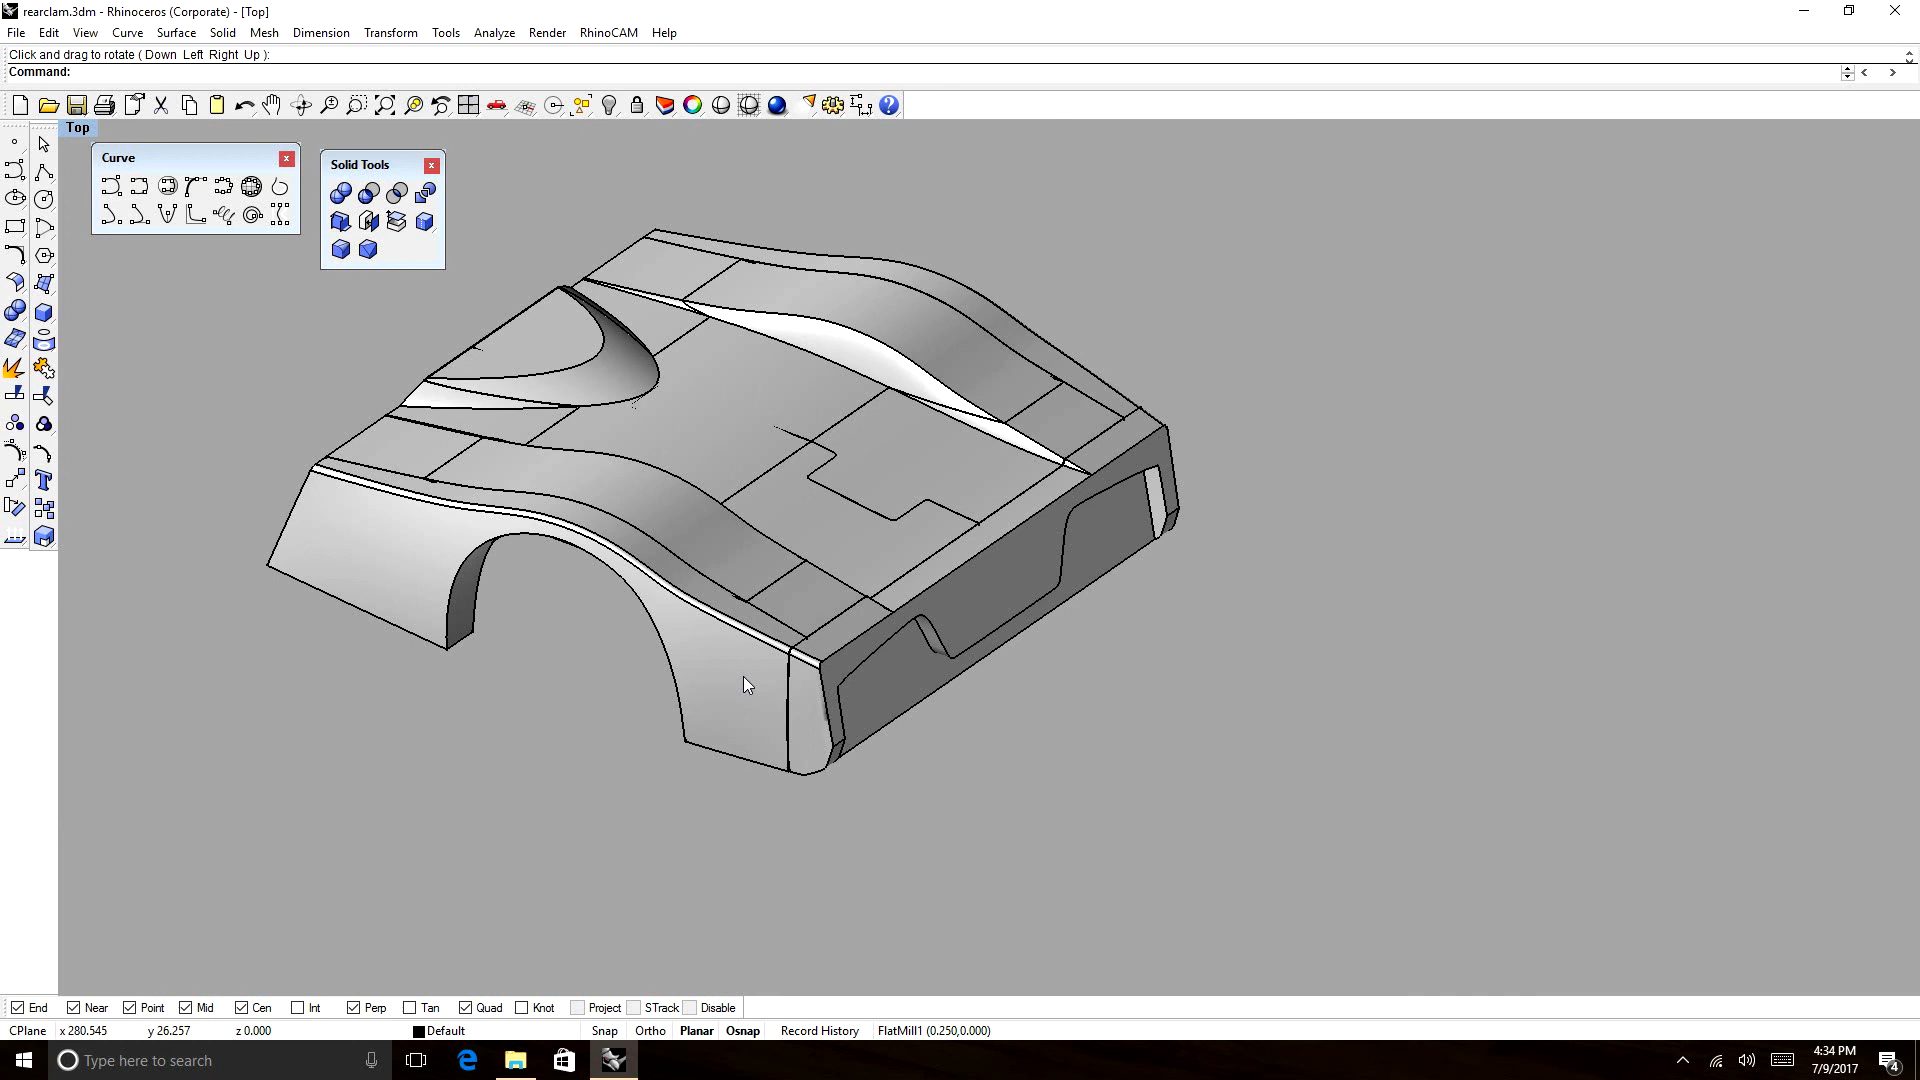 rearclam.3dm - Rhinoceros (Corporate) - [Top]
File Edit View Curve Surface Solid Mesh Dimension Transform Tools Analyze Render RhinoCAM Help
Click and drag to rotate ( Down Left Right Up ):
Command:
Top
Curve
Solid Tools
End Near Point Mid Cen Int Perp Tan Quad Knot Project STrack Disable
CPlane x 280.545 y 26.257 z 0.000 Default Snap Ortho Planar Osnap Record History FlatMill1 (0.250,0.000)
Type here to search
4:34 PM
7/9/2017
4